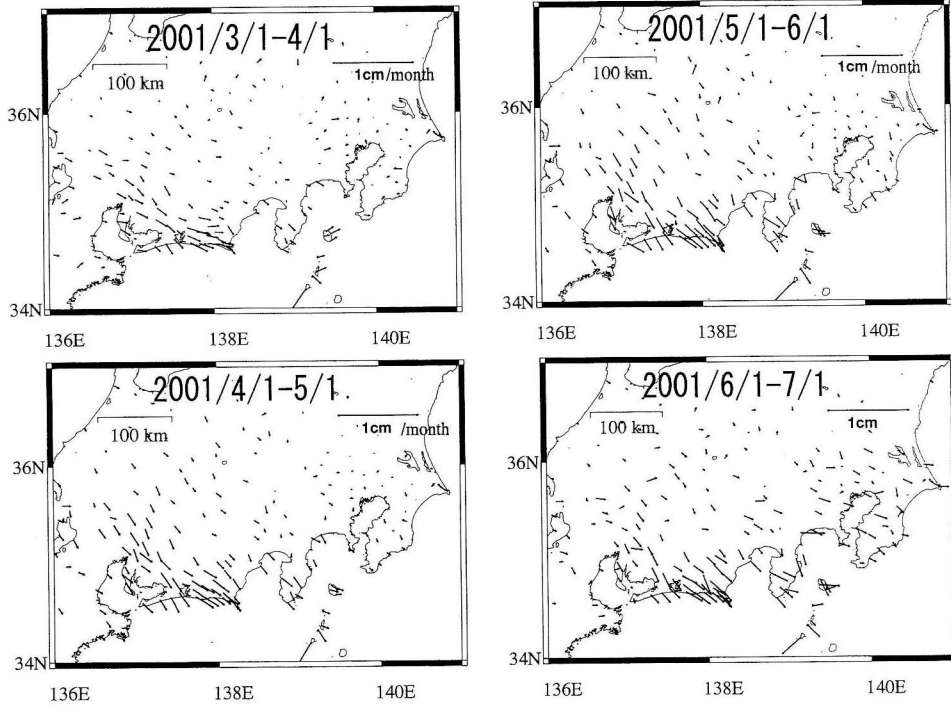 2001/3/1-4/1
100 km
1cm/month
36N
34N
136E 138E 140E
2001/5/1-6/1
100 km
1cm/month
36N
34N
136E 138E 140E
2001/4/1-5/1
100 km
1cm /month
36N
34N
136E 138E 140E
2001/6/1-7/1
100 km
1cm
36N
34N
136E 138E 140E